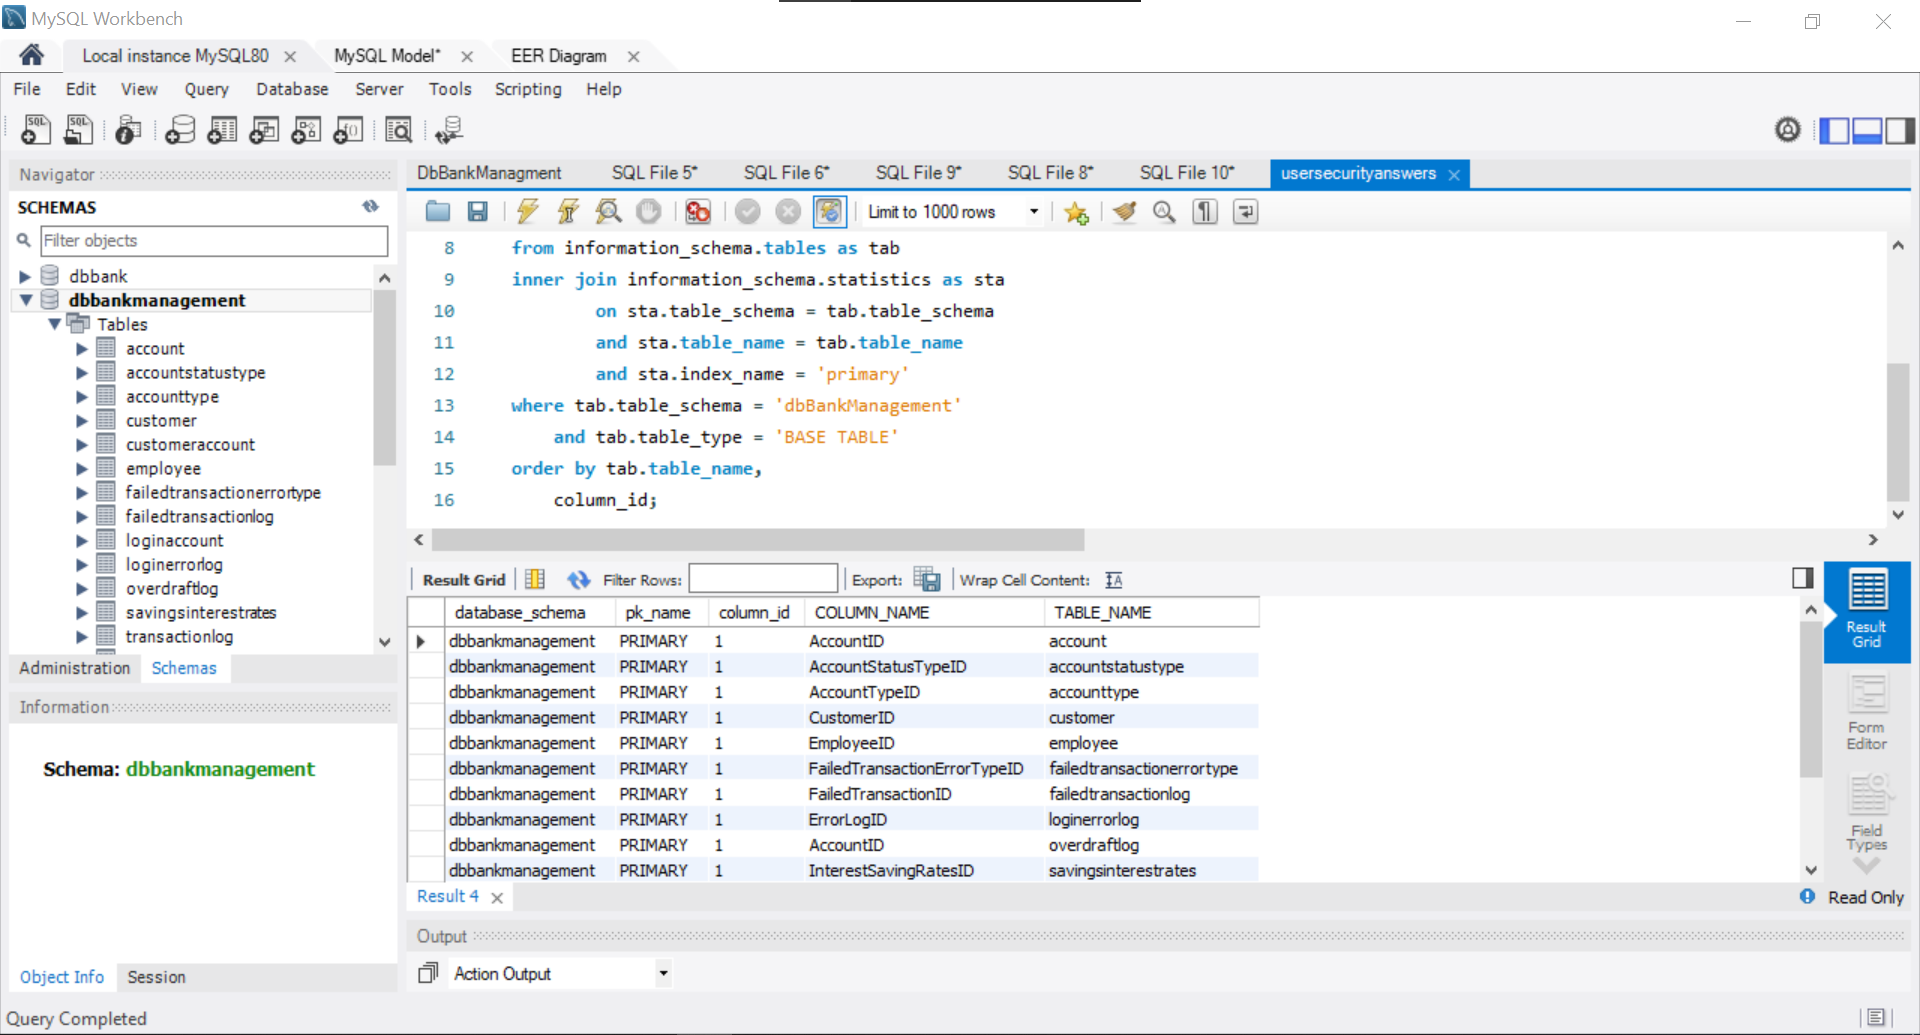 MySQL Workbench
Local instance MySQL80
MySQL Model*
EER Diagram
File Edit View Query Database Server Tools Scripting Help
SQL
SQL
Navigator
SCHEMAS
Filter objects
dbbank
dbbankmanagement
Tables
account
accountstatustype
accounttype
customer
customeraccount
employee
failedtransactionerrortype
failedtransactionlog
loginaccount
loginerrorlog
overdraftlog
savingsinterestrates
transactionlog
Administration Schemas
Information
Schema: dbbankmanagement
Object Info Session
DbBankManagment SQL File 5* SQL File 6* SQL File 9* SQL File 8* SQL File 10* usersecurityanswers
Limit to 1000 rows
8 from information_schema.tables as tab
9 inner join information_schema.statistics as sta
10 on sta.table_schema = tab.table_schema
11 and sta.table_name = tab.table_name
12 and sta.index_name = 'primary'
13 where tab.table_schema = 'dbBankManagement'
14 and tab.table_type = 'BASE TABLE'
15 order by tab.table_name,
16 column_id;
Result Grid Filter Rows: Export: Wrap Cell Content:
database_schema pk_name column_id COLUMN_NAME TABLE_NAME
dbbankmanagement PRIMARY 1 AccountID account
dbbankmanagement PRIMARY 1 AccountStatusTypeID accountstatustype
dbbankmanagement PRIMARY 1 AccountTypeID accounttype
dbbankmanagement PRIMARY 1 CustomerID customer
dbbankmanagement PRIMARY 1 EmployeeID employee
dbbankmanagement PRIMARY 1 FailedTransactionErrorTypeID failedtransactionerrortype
dbbankmanagement PRIMARY 1 FailedTransactionID failedtransactionlog
dbbankmanagement PRIMARY 1 ErrorLogID loginerrorlog
dbbankmanagement PRIMARY 1 AccountID overdraftlog
dbbankmanagement PRIMARY 1 InterestSavingRatesID savingsinterestrates
Result
Grid
Form
Editor
Field
Types
Result 4
Read Only
Output
Action Output
Query Completed